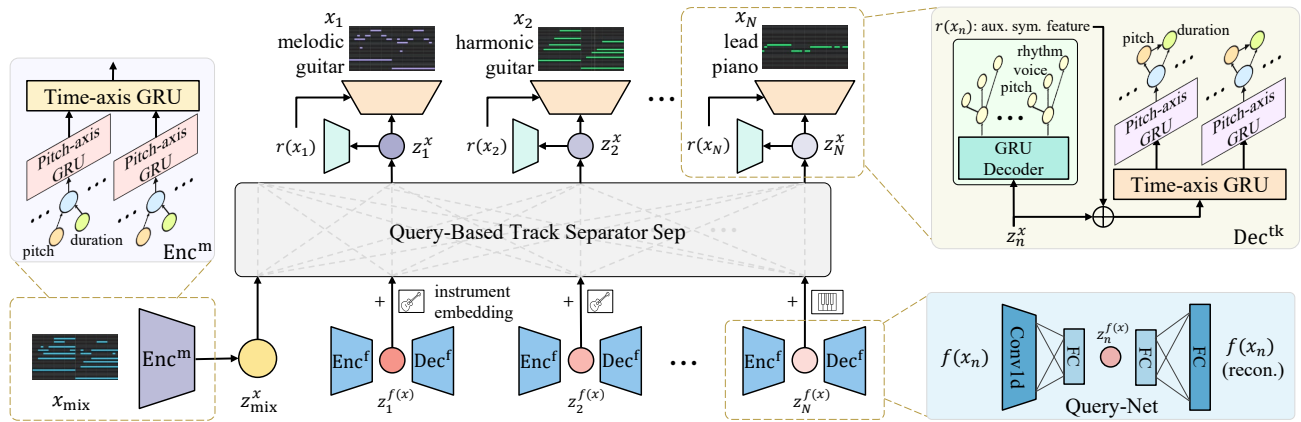 x_1
melodic
guitar
r(x_1)
z_1^x
x_2
harmonic
guitar
r(x_2)
z_2^x
...
x_N
lead
piano
r(x_N)
z_N^x
Time-axis GRU
Pitch-axis
GRU
Pitch-axis
GRU
...
...
...
pitch
duration
Enc^m
r(x_n): aux. sym. feature
rhythm
voice
pitch
...
GRU
Decoder
z_n^x
pitch
duration
...
...
...
Pitch-axis
GRU
Pitch-axis
GRU
Time-axis GRU
Dec^tk
Query-Based Track Separator Sep
...
x_mix
Enc^m
z_mix^x
+
instrument
embedding
Enc^f
Dec^f
z_1^f(x)
+
Enc^f
Dec^f
z_2^f(x)
...
+
Enc^f
Dec^f
z_N^f(x)
f(x_n)
Conv1d
FC
z_n^f(x)
FC
FC
f(x_n)
(recon.)
Query-Net